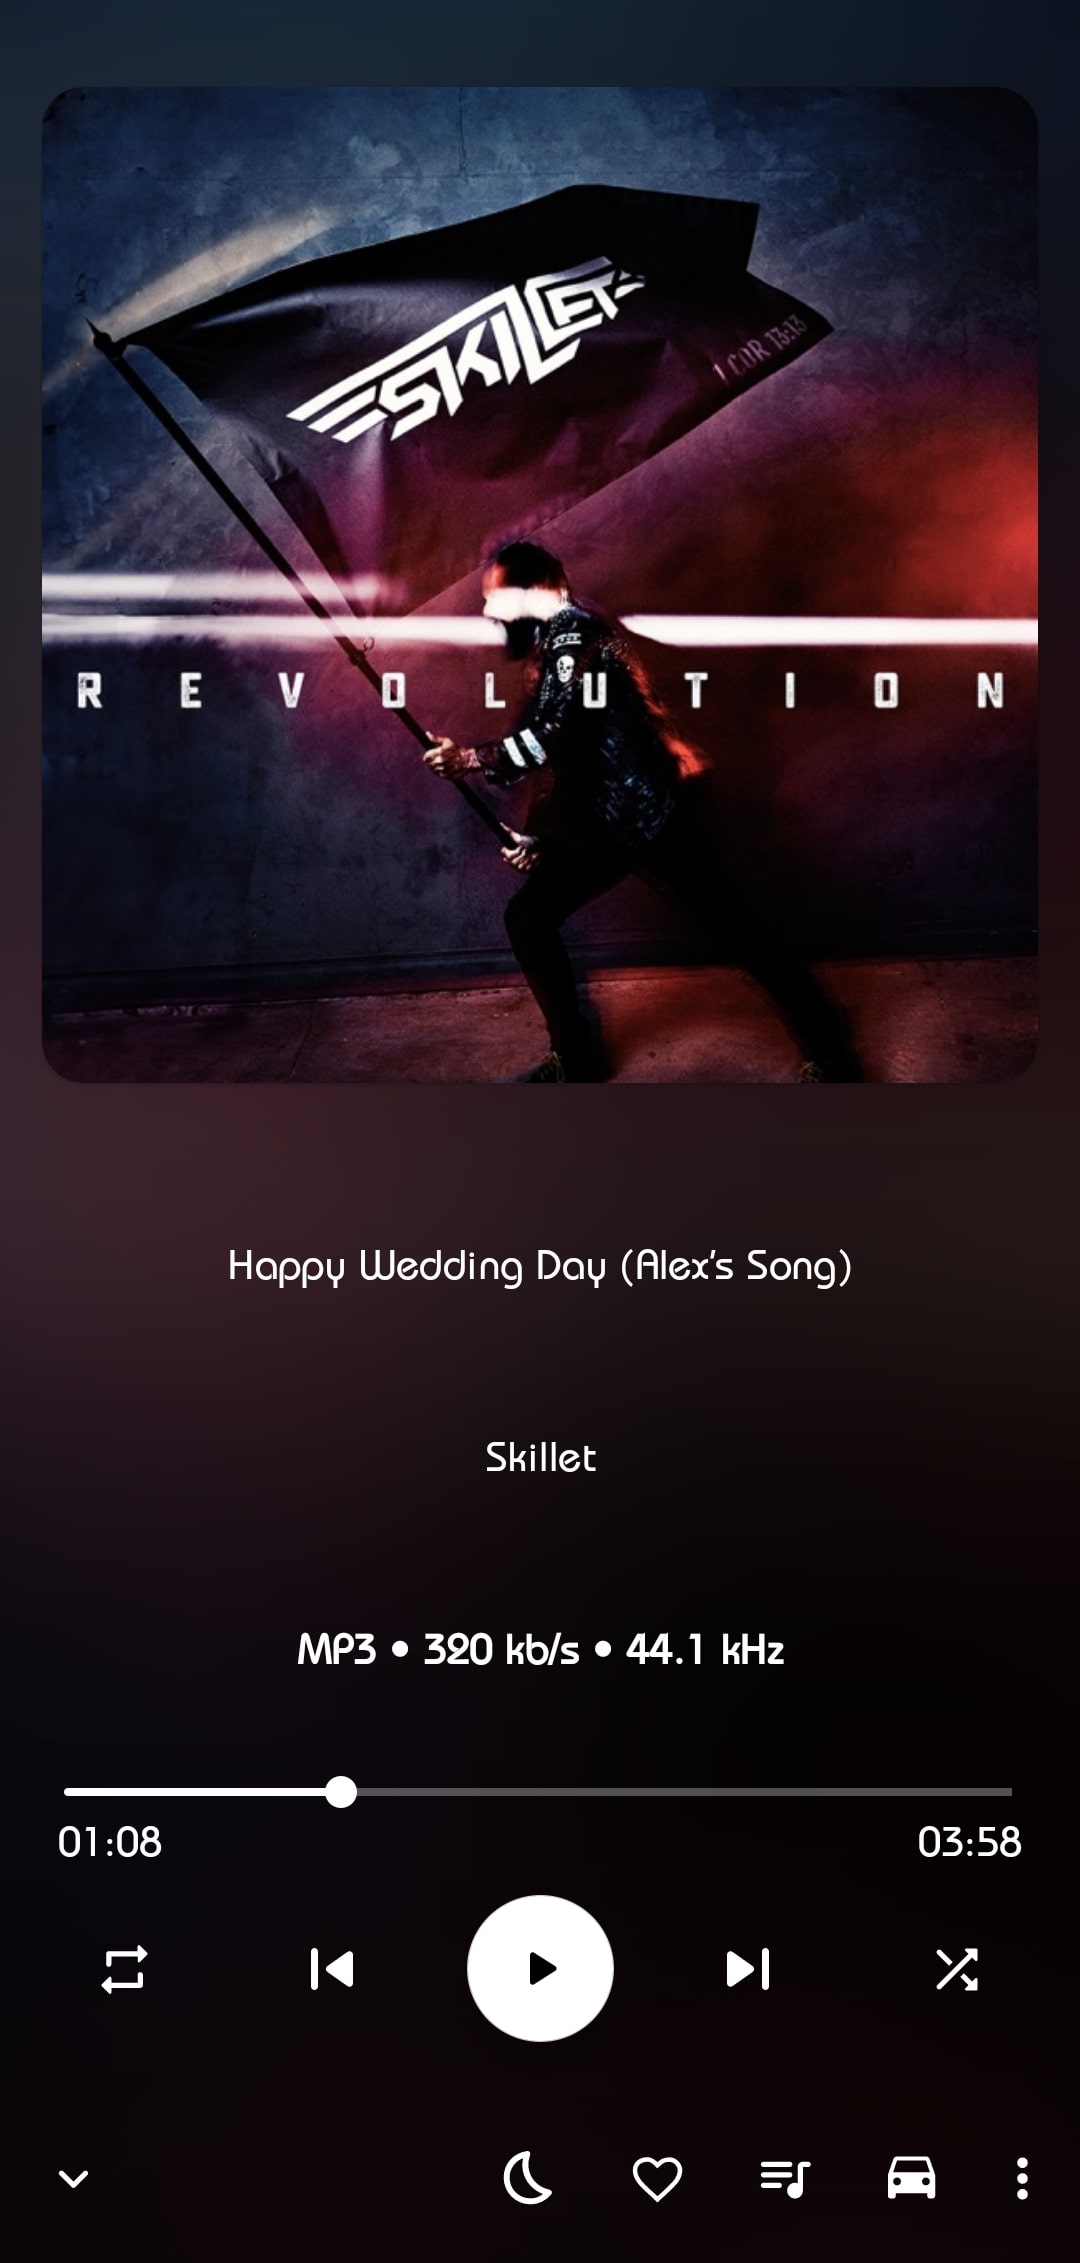 SKILLET
1 COR 13:13
REVOLUTION
Happy Wedding Day (Alex's Song)
Skillet
MP3 • 320 kb/s • 44.1 kHz
01:08 03:58